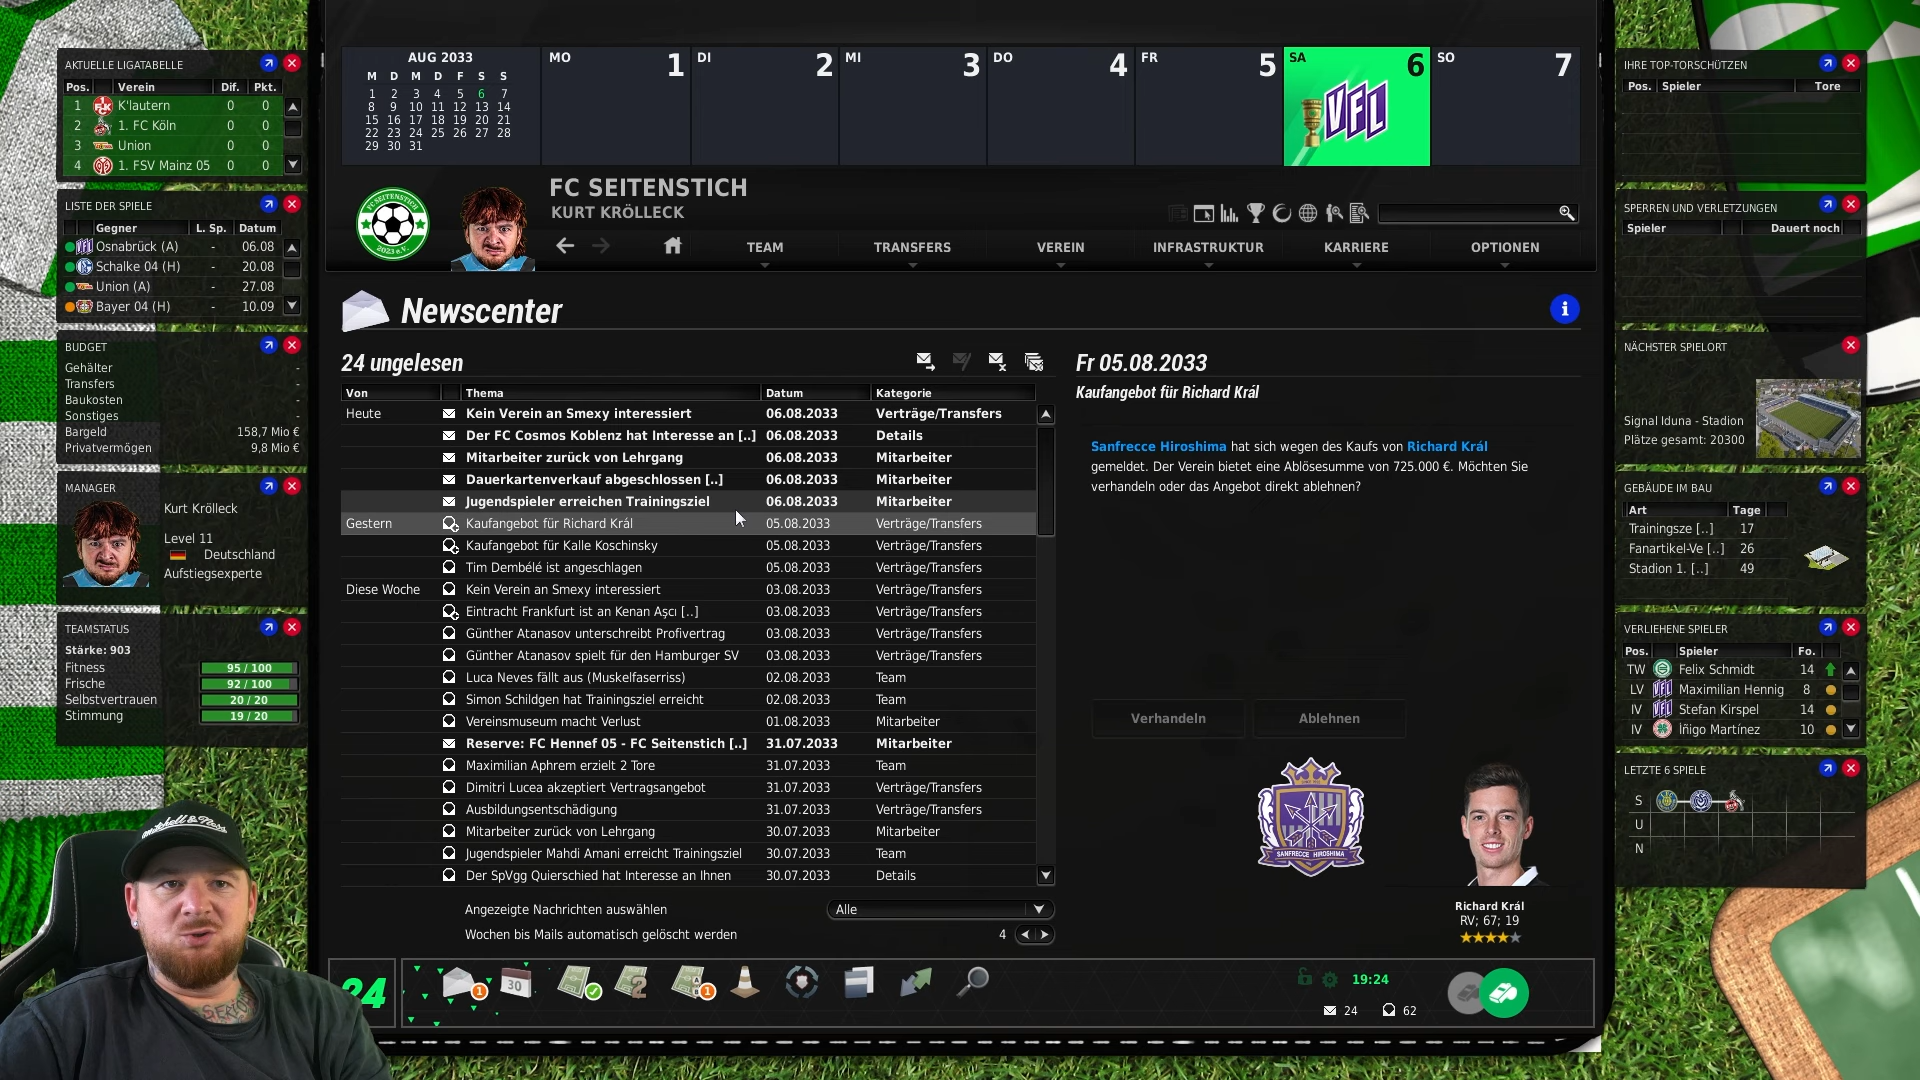 AKTUELLE LIGATABELLE
Pos. Verein Dif. Pkt.
1 K'lautern 0 0
2 1. FC Köln 0 0
3 Union 0 0
4 1. FSV Mainz 05 0 0
LISTE DER SPIELE
Gegner L. Sp. Datum
Osnabrück (A) - 06.08
Schalke 04 (H) - 20.08
Union (A) - 27.08
Bayer 04 (H) - 10.09
BUDGET
Gehälter -
Transfers -
Baukosten -
Sonstiges -
Bargeld 158,7 Mio €
Privatvermögen 9,8 Mio €
MANAGER
Kurt Krölleck
Level 11
Deutschland
Aufstiegsexperte
TEAMSTATUS
Stärke: 903
Fitness 95 / 100
Frische 92 / 100
Selbstvertrauen 20 / 20
Stimmung 19 / 20
AUG 2033
M D M D F S S
1 2 3 4 5 6 7
8 9 10 11 12 13 14
15 16 17 18 19 20 21
22 23 24 25 26 27 28
29 30 31
MO 1 DI 2 MI 3 DO 4 FR 5 SA 6 SO 7
VFL
FC SEITENSTICH
2023 e.V.
FC SEITENSTICH
KURT KRÖLLECK
TEAM TRANSFERS VEREIN INFRASTRUKTUR KARRIERE OPTIONEN
Newscenter
24 ungelesen
Von Thema Datum Kategorie
Heute Kein Verein an Smexy interessiert 06.08.2033 Verträge/Transfers
Der FC Cosmos Koblenz hat Interesse an [..] 06.08.2033 Details
Mitarbeiter zurück von Lehrgang 06.08.2033 Mitarbeiter
Dauerkartenverkauf abgeschlossen [..] 06.08.2033 Mitarbeiter
Jugendspieler erreichen Trainingsziel 06.08.2033 Mitarbeiter
Gestern Kaufangebot für Richard Král 05.08.2033 Verträge/Transfers
Kaufangebot für Kalle Koschinsky 05.08.2033 Verträge/Transfers
Tim Dembélé ist angeschlagen 05.08.2033 Verträge/Transfers
Diese Woche Kein Verein an Smexy interessiert 03.08.2033 Verträge/Transfers
Eintracht Frankfurt ist an Kenan Aşcı [..] 03.08.2033 Verträge/Transfers
Günther Atanasov unterschreibt Profivertrag 03.08.2033 Verträge/Transfers
Günther Atanasov spielt für den Hamburger SV 03.08.2033 Verträge/Transfers
Luca Neves fällt aus (Muskelfaserriss) 02.08.2033 Team
Simon Schildgen hat Trainingsziel erreicht 02.08.2033 Team
Vereinsmuseum macht Verlust 01.08.2033 Mitarbeiter
Reserve: FC Hennef 05 - FC Seitenstich [..] 31.07.2033 Mitarbeiter
Maximilian Aphrem erzielt 2 Tore 31.07.2033 Team
Dimitri Lucea akzeptiert Vertragsangebot 31.07.2033 Verträge/Transfers
Ausbildungsentschädigung 31.07.2033 Verträge/Transfers
Mitarbeiter zurück von Lehrgang 30.07.2033 Mitarbeiter
Jugendspieler Mahdi Amani erreicht Trainingsziel 30.07.2033 Team
Der SpVgg Quierschied hat Interesse an Ihnen 30.07.2033 Details
Angezeigte Nachrichten auswählen Alle
Wochen bis Mails automatisch gelöscht werden 4
Fr 05.08.2033
Kaufangebot für Richard Král
Sanfrecce Hiroshima hat sich wegen des Kaufs von Richard Král
gemeldet. Der Verein bietet eine Ablösesumme von 725.000 €. Möchten Sie
verhandeln oder das Angebot direkt ablehnen?
Verhandeln Ablehnen
SANFRECCE HIROSHIMA
Richard Král
RV; 67; 19
24
1 30 2 1
19:24
24 62
IHRE TOP-TORSCHÜTZEN
Pos. Spieler Tore
SPERREN UND VERLETZUNGEN
Spieler Dauert noch
NÄCHSTER SPIELORT
Signal Iduna - Stadion
Plätze gesamt: 20300
GEBÄUDE IM BAU
Art Tage
Trainingsze [..] 17
Fanartikel-Ve [..] 26
Stadion 1. [..] 49
VERLIEHENE SPIELER
Pos. Spieler Fo.
TW Felix Schmidt 14
LV Maximilian Hennig 8
IV Stefan Kirspel 14
IV Iñigo Martínez 10
LETZTE 6 SPIELE
S
U
N